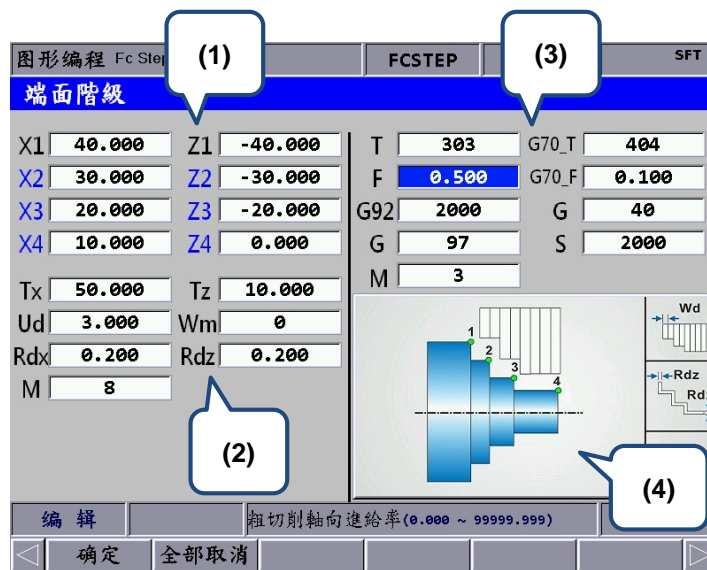 图形编程 Fc Step (1) FCSTEP (3) SFT
端面階級
X1 40.000 Z1 -40.000 T 303 G70_T 404
X2 30.000 Z2 -30.000 F 0.500 G70_F 0.100
X3 20.000 Z3 -20.000 G92 2000 G 40
X4 10.000 Z4 0.000 G 97 S 2000
M 3
Tx 50.000 Tz 10.000
Ud 3.000 Wm 0
Rdx 0.200 Rdz 0.200
M 8
(2)
1
2
3
4
Wd
Rdz
(4)
编 辑 粗切削軸向進給率(0.000 ~ 99999.999)
确定 全部取消